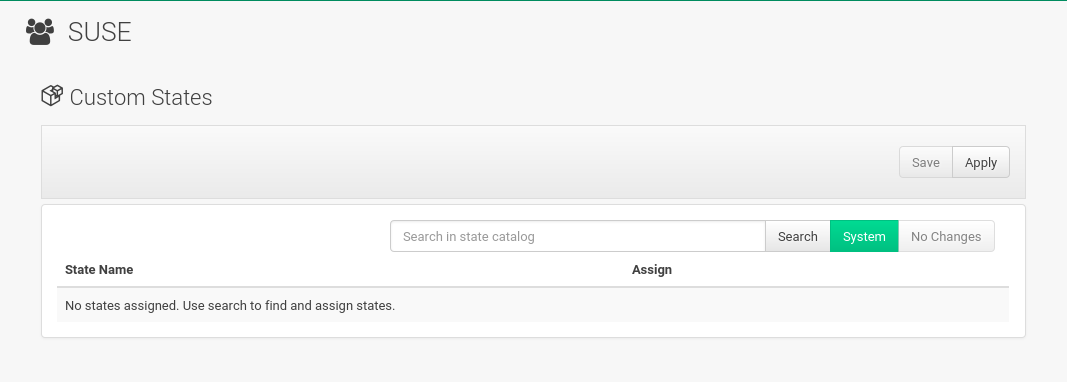 SUSE
Custom States
Save Apply
Search in state catalog Search System No Changes
State Name Assign
No states assigned. Use search to find and assign states.